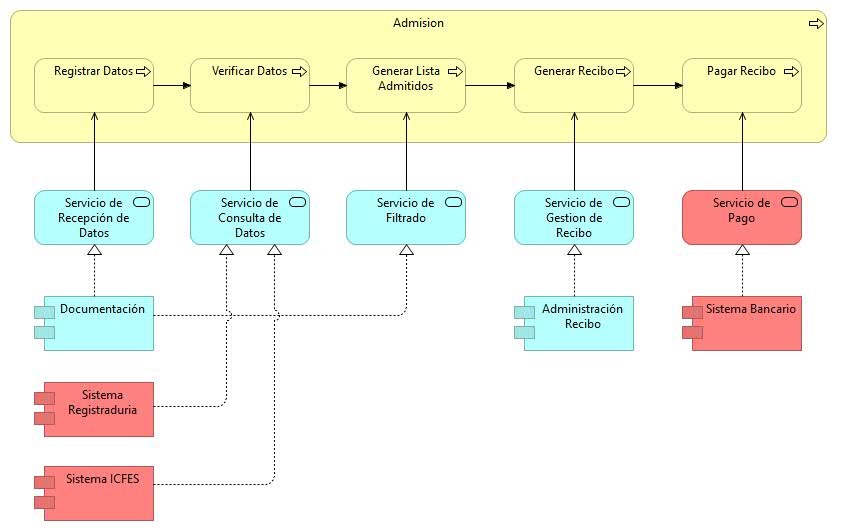 Admision
Registrar Datos
Verificar Datos
Generar Lista
Admitidos
Generar Recibo
Pagar Recibo
Servicio de
Recepción de
Datos
Servicio de
Consulta de
Datos
Servicio de
Filtrado
Servicio de
Gestion de
Recibo
Servicio de
Pago
Documentación
Administración
Recibo
Sistema Bancario
Sistema
Registraduria
Sistema ICFES